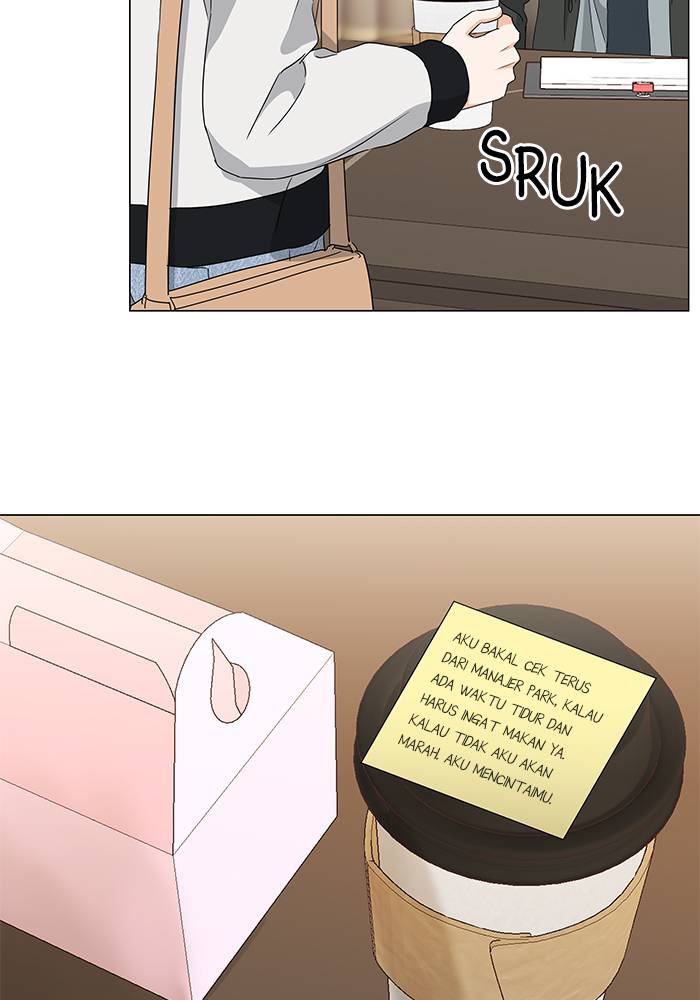 SRUK
AKU BAKAL CEK TERUS
DARI MANAJER PARK, KALAU
ADA WAKTU TIDUR DAN
HARUS INGAT MAKAN YA.
KALAU TIDAK AKU AKAN
MARAH. AKU MENCINTAIMU.